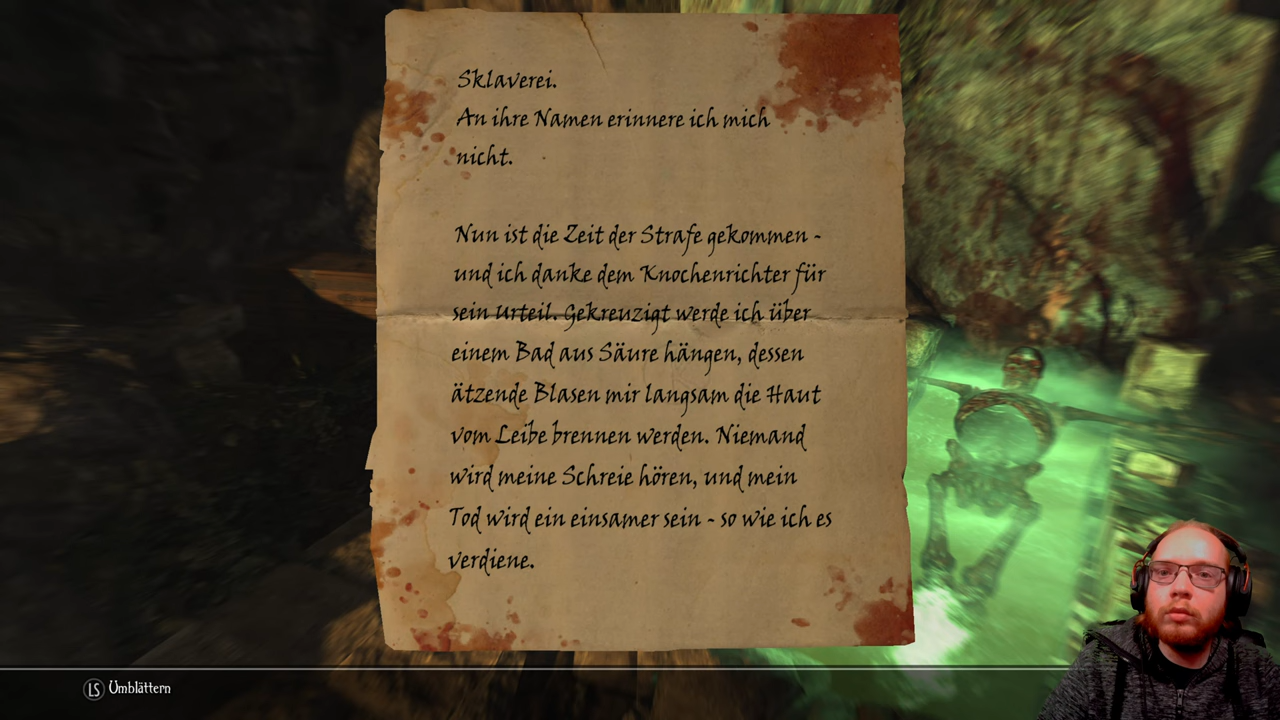 Sklaverei.
An ihre Namen erinnere ich mich
nicht.
Nun ist die Zeit der Strafe gekommen -
und ich danke dem Knochenrichter für
sein Urteil. Gekreuzigt werde ich über
einem Bad aus Säure hängen, dessen
ätzende Blasen mir langsam die Haut
vom Leibe brennen werden. Niemand
wird meine Schreie hören, und mein
Tod wird ein einsamer sein - so wie ich es
verdiene.
LS Umblättern